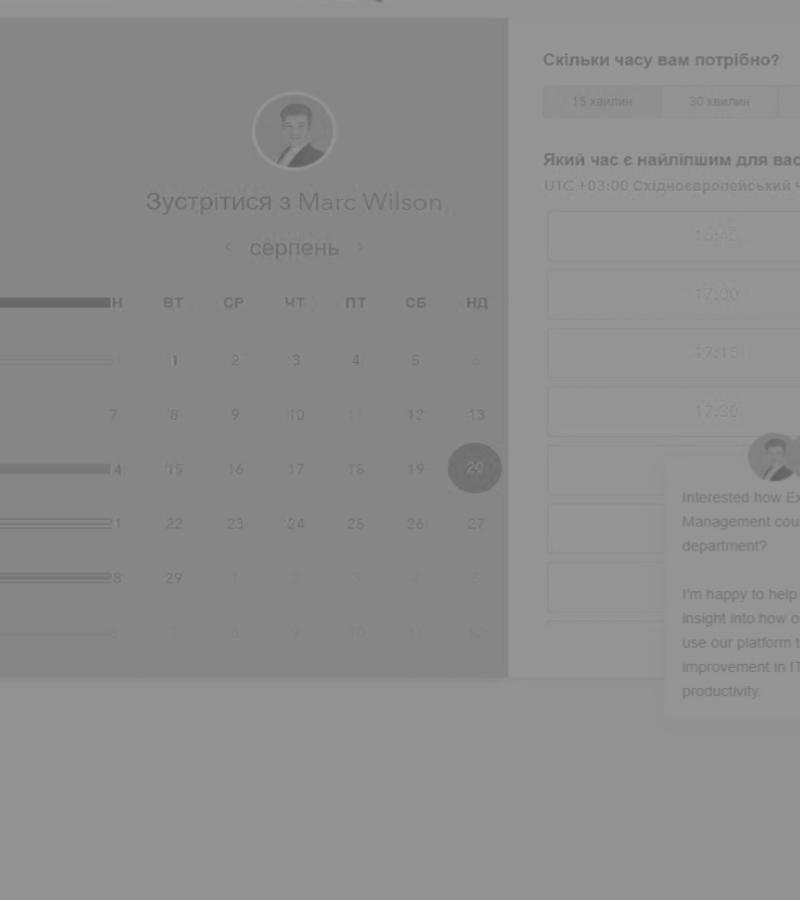 Зустрітися з Marc Wilson
серпень
Н ВТ СР ЧТ ПТ СБ НД
1 2 3 4 5 6
7 8 9 10 11 12 13
4 15 16 17 18 19 20
1 22 23 24 25 26 27
8 29 1 2 3 4 5
6 7 8 9 10 11 12
Скільки часу вам потрібно?
15 хвилин 30 хвилин
Який час є найліпшим для вас
UTC +03:00 Східноєвропейський ч
16:45
17:00
17:15
17:30
Interested how Ex
Management cou
department?
I'm happy to help
insight into how o
use our platform t
improvement in IT
productivity.